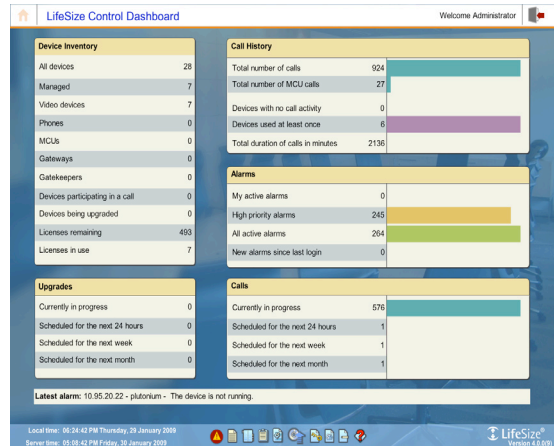 LifeSize Control Dashboard
Welcome Administrator
Device Inventory
All devices 28
Managed 7
Video devices 7
Phones 0
MCUs 0
Gateways 0
Gatekeepers 0
Devices participating in a call 0
Devices being upgraded 0
Licenses remaining 493
Licenses in use 7
Call History
Total number of calls 924
Total number of MCU calls 27
Devices with no call activity 0
Devices used at least once 6
Total duration of calls in minutes 2136
Alarms
My active alarms 0
High priority alarms 245
All active alarms 264
New alarms since last login 0
Upgrades
Currently in progress 0
Scheduled for the next 24 hours 0
Scheduled for the next week 0
Scheduled for the next month 0
Calls
Currently in progress 576
Scheduled for the next 24 hours 1
Scheduled for the next week 1
Scheduled for the next month 1
Latest alarm: 10.95.20.22 - plutonium - The device is not running.
Local time: 06:24:42 PM Thursday, 29 January 2009
Server time: 05:08:42 PM Friday, 30 January 2009
LifeSize®
Version 4.0.0(9)